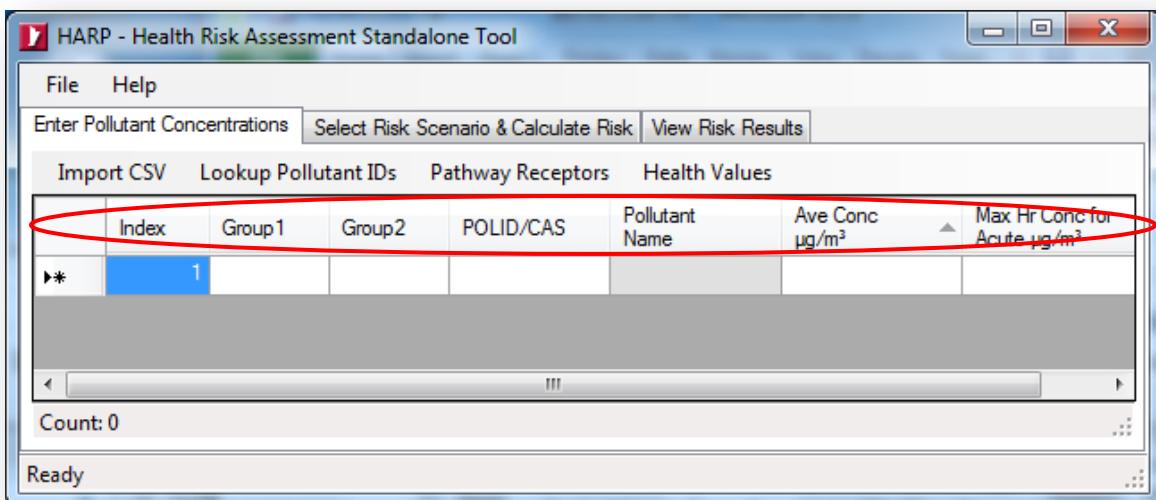 HARP - Health Risk Assessment Standalone Tool
File Help
Enter Pollutant Concentrations Select Risk Scenario & Calculate Risk View Risk Results
Import CSV Lookup Pollutant IDs Pathway Receptors Health Values
Index Group1 Group2 POLID/CAS Pollutant Name Ave Conc µg/m³ Max Hr Conc for Acute µg/m³
1
Count: 0
Ready